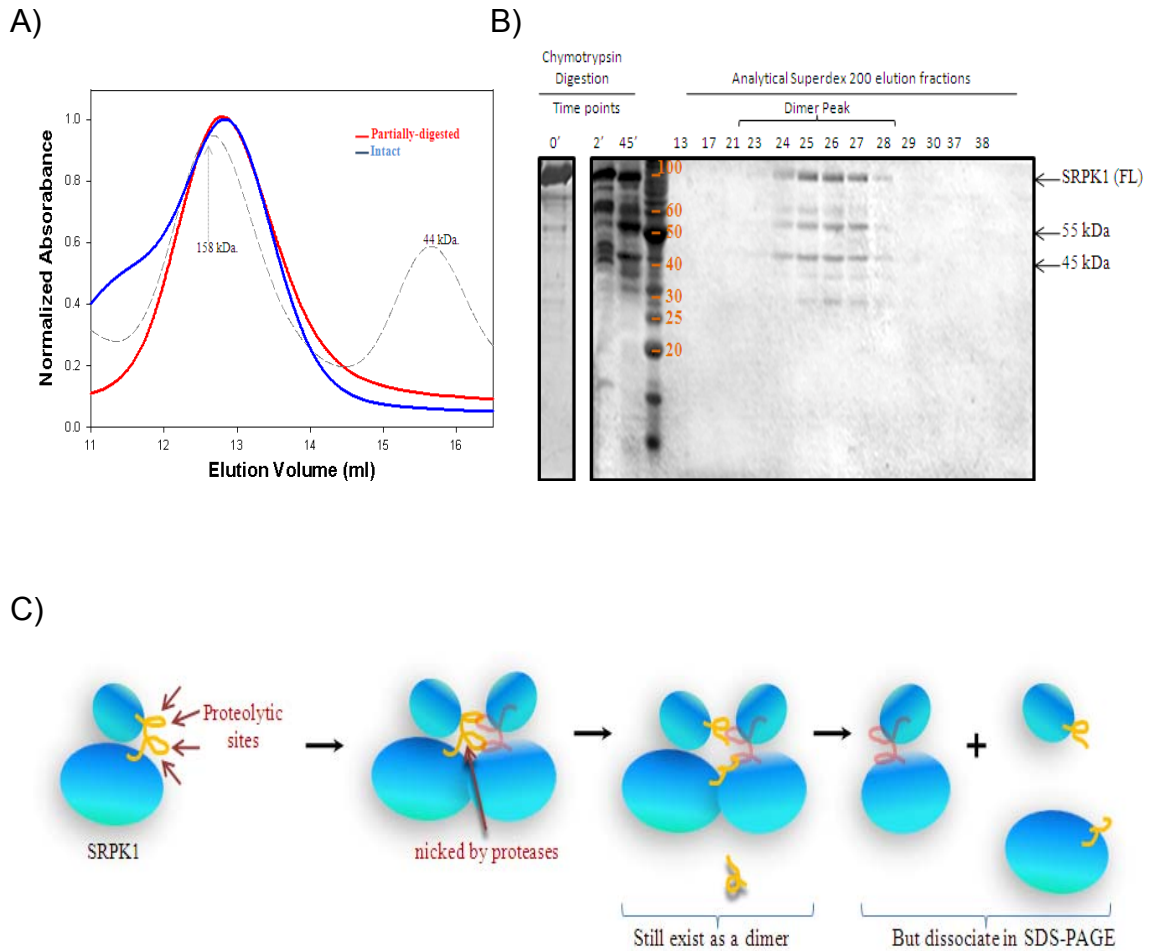 A)
Normalized Absorabance
1.0
0.8
0.6
0.4
0.2
0.0
Partially-digested
Intact
158 kDa.
44 kDa.
11 12 13 14 15 16
Elution Volume (ml)
B)
Chymotrypsin
Digestion
Time points
0' 2' 45'
Analytical Superdex 200 elution fractions
Dimer Peak
13 17 21 23 24 25 26 27 28 29 30 37 38
100
60
50
40
30
25
20
SRPK1 (FL)
55 kDa
45 kDa
C)
Proteolytic
sites
SRPK1
nicked by proteases
Still exist as a dimer
+
But dissociate in SDS-PAGE